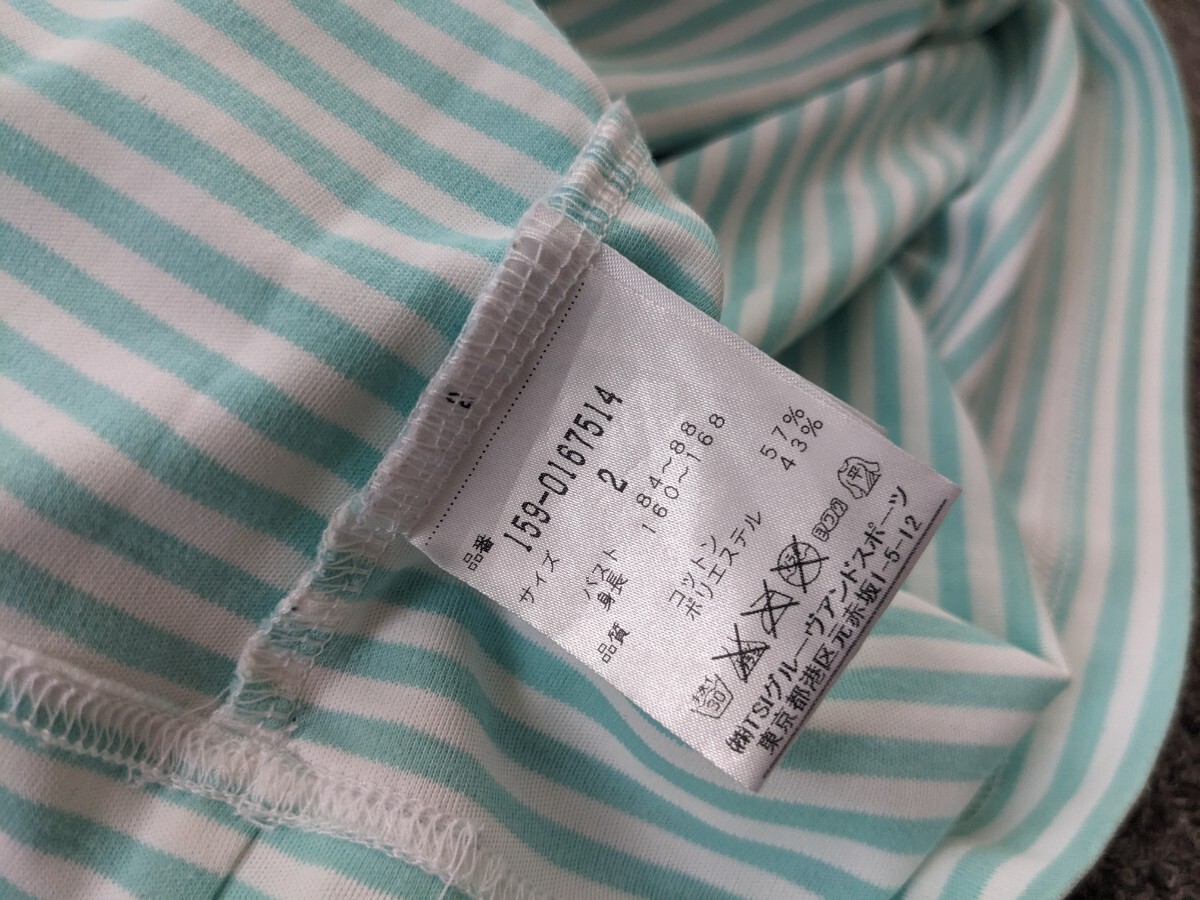 品番
159-0167514
サイズ 2
バスト 84~88
身長 160~168
品質
コットン 57%
ポリエステル 43%
㈱TSIグルーヴアンドスポーツ
東京都港区元赤坂1-5-12